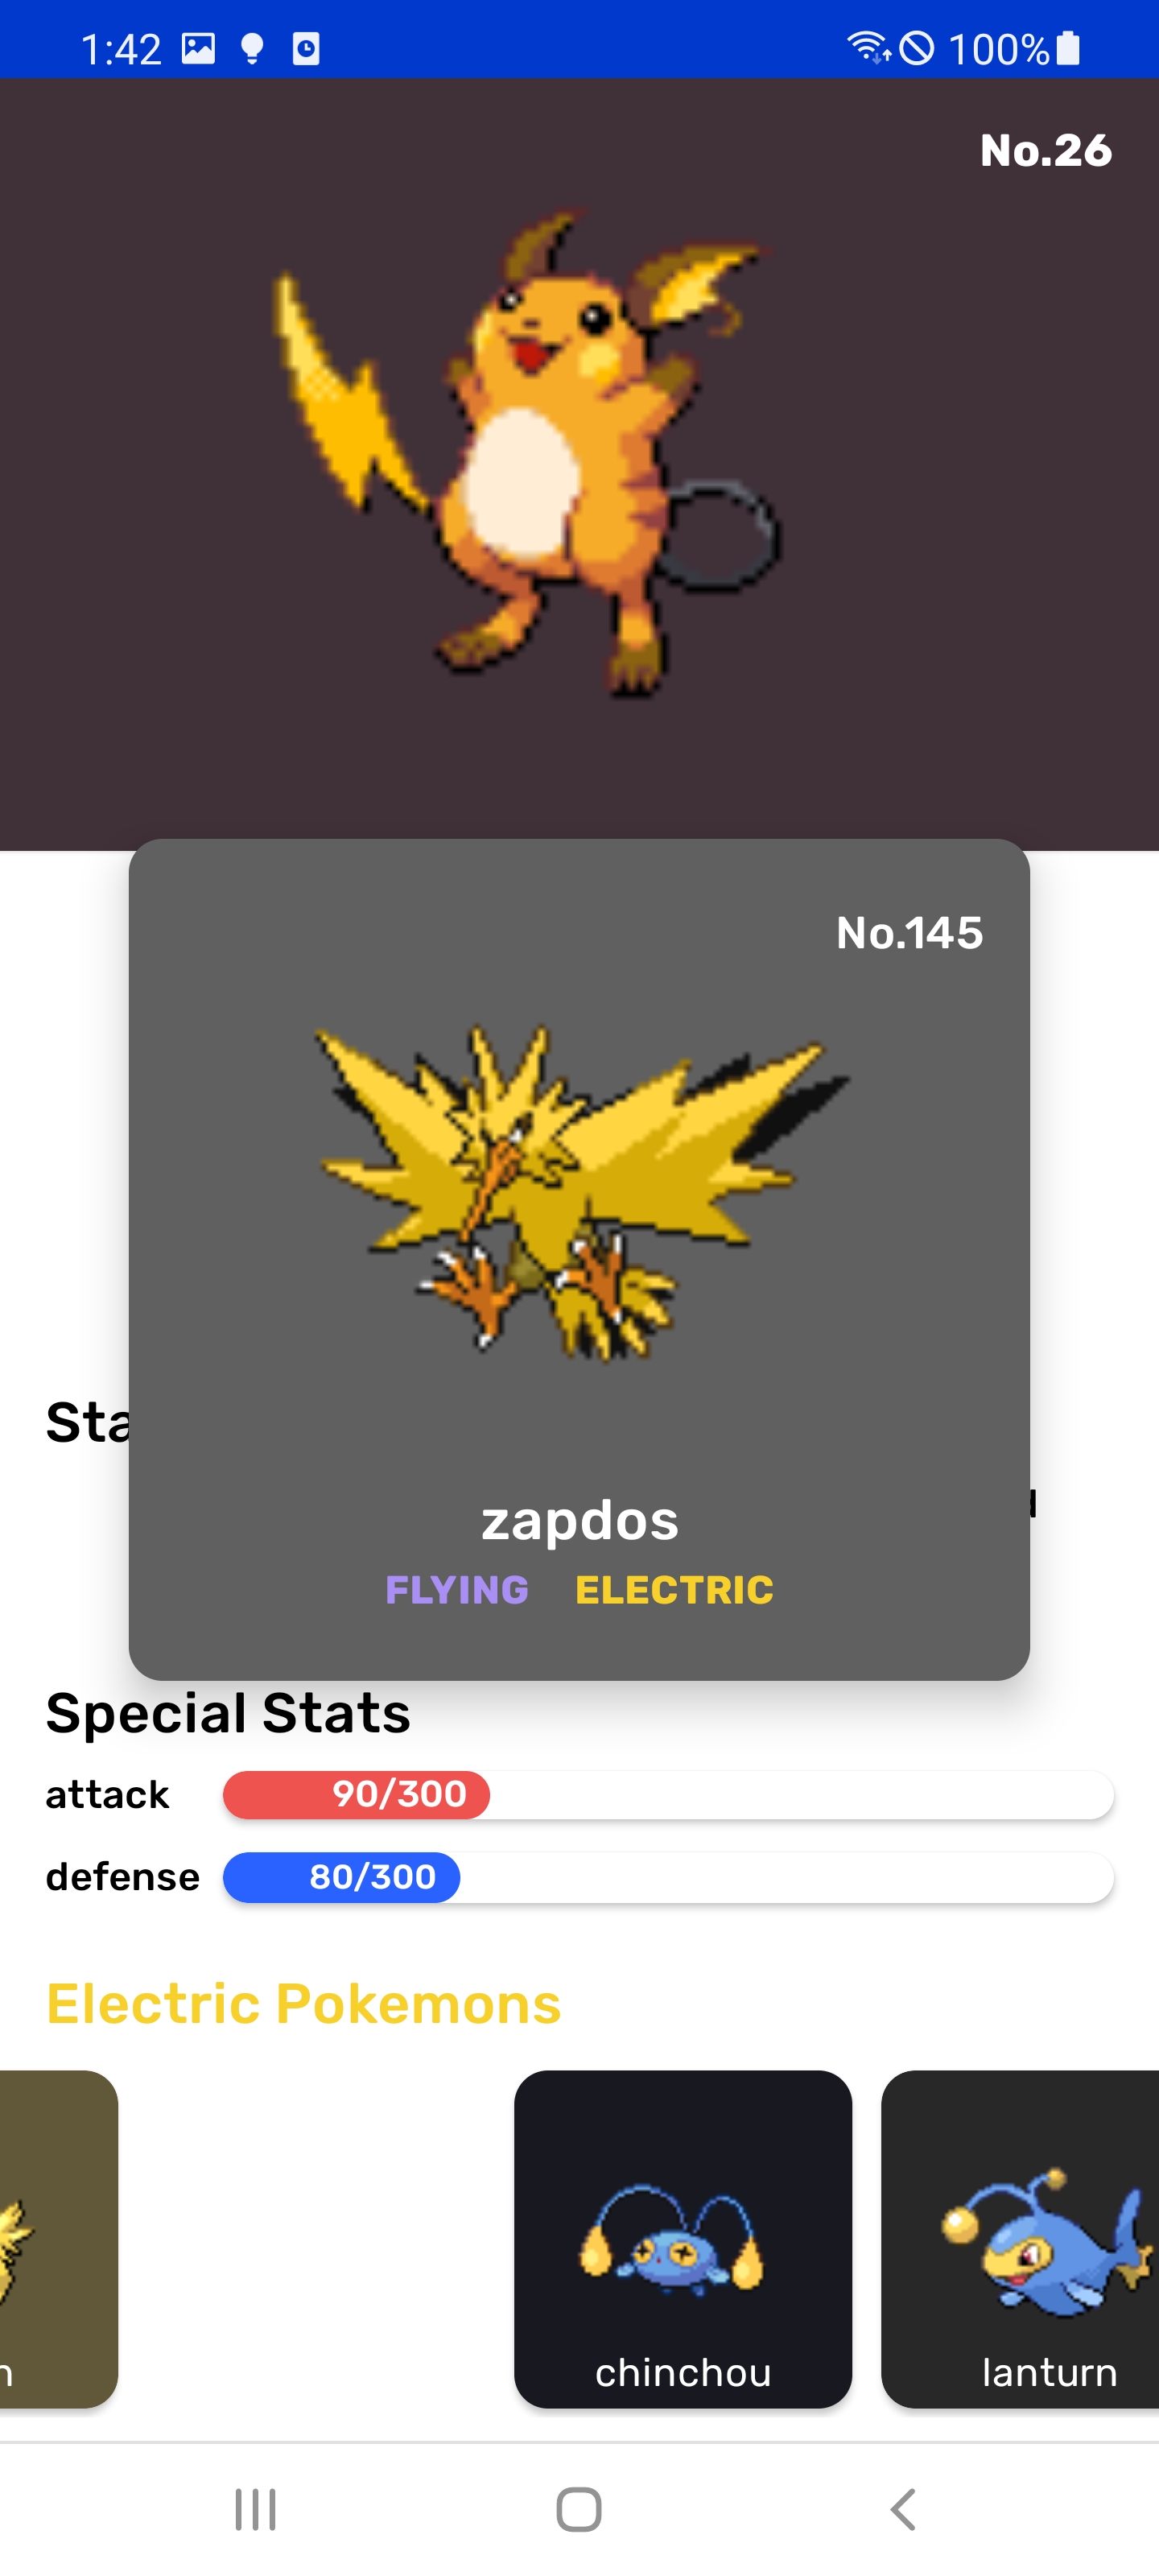 1:42 100%
No.26
No.145
Sta
zapdos
FLYING ELECTRIC
Special Stats
attack 90/300
defense 80/300
Electric Pokemons
chinchou lanturn